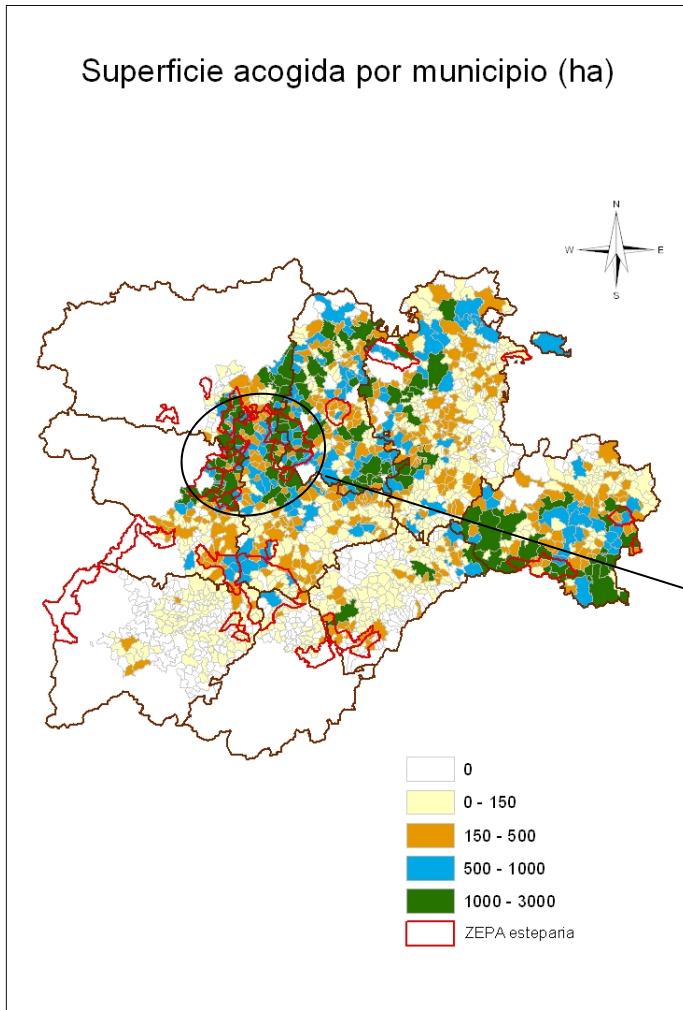 Superficie acogida por municipio (ha)
N
W E
S
0
0 - 150
150 - 500
500 - 1000
1000 - 3000
ZEPA esteparia